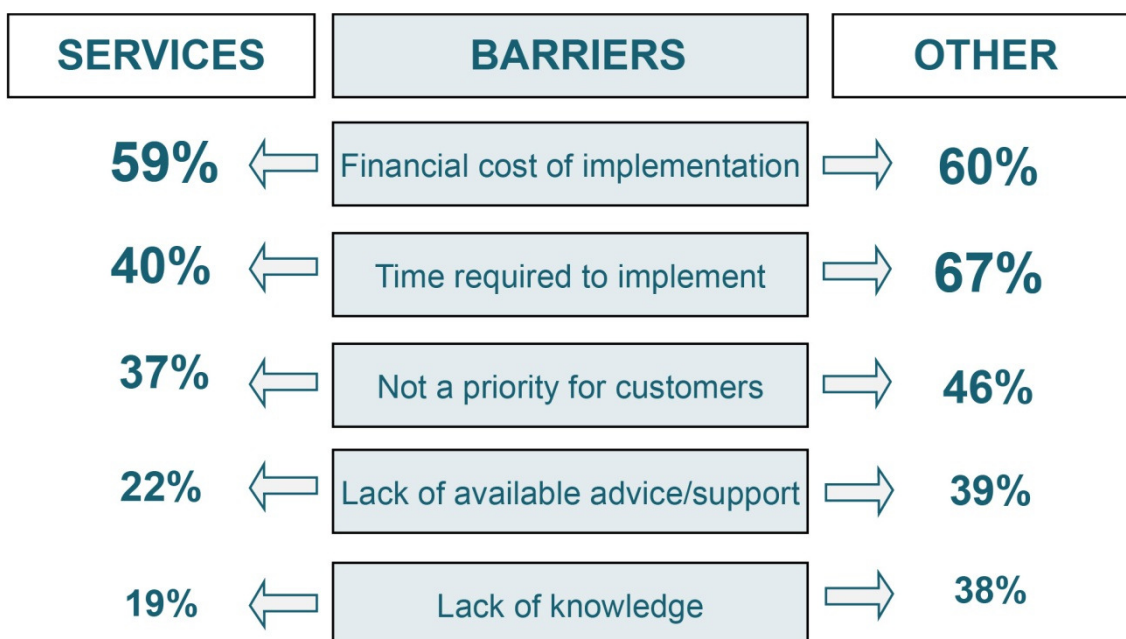 SERVICES BARRIERS OTHER
59% Financial cost of implementation 60%
40% Time required to implement 67%
37% Not a priority for customers 46%
22% Lack of available advice/support 39%
19% Lack of knowledge 38%